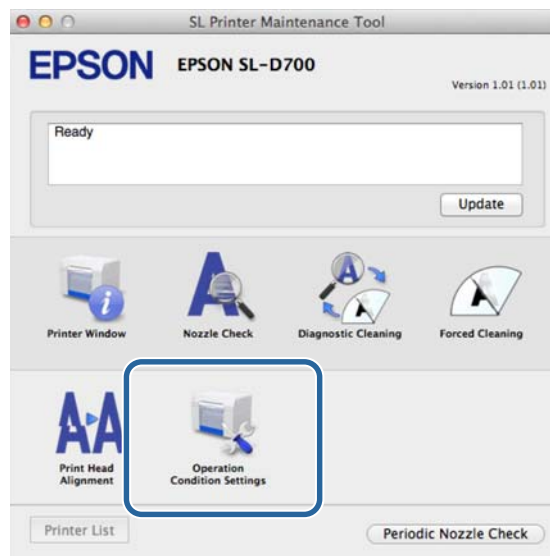 SL Printer Maintenance Tool
EPSON
EPSON SL-D700
Version 1.01 (1.01)
Ready
Update
Printer Window
Nozzle Check
Diagnostic Cleaning
Forced Cleaning
Print Head
Alignment
Operation
Condition Settings
Printer List
Periodic Nozzle Check